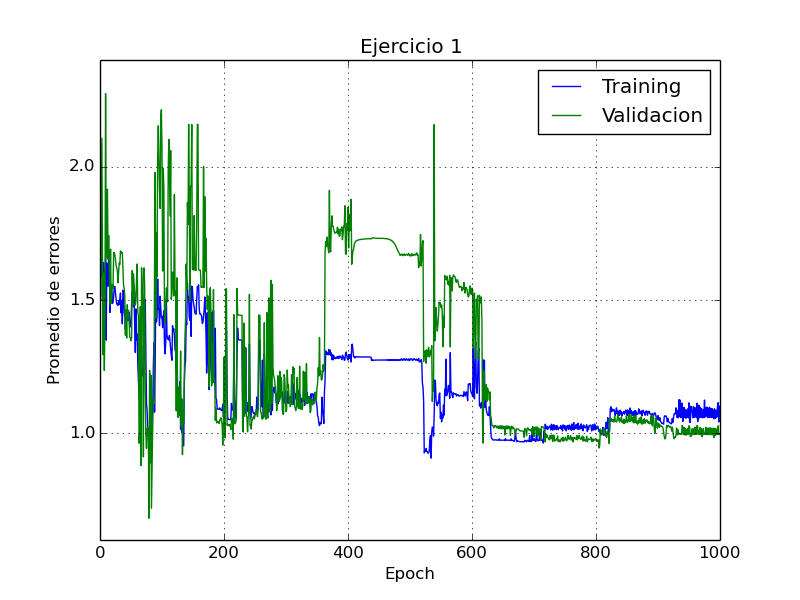 Ejercicio 1
Training
Validacion
Promedio de errores
2.0
1.5
1.0
0
200
400
600
800
1000
Epoch